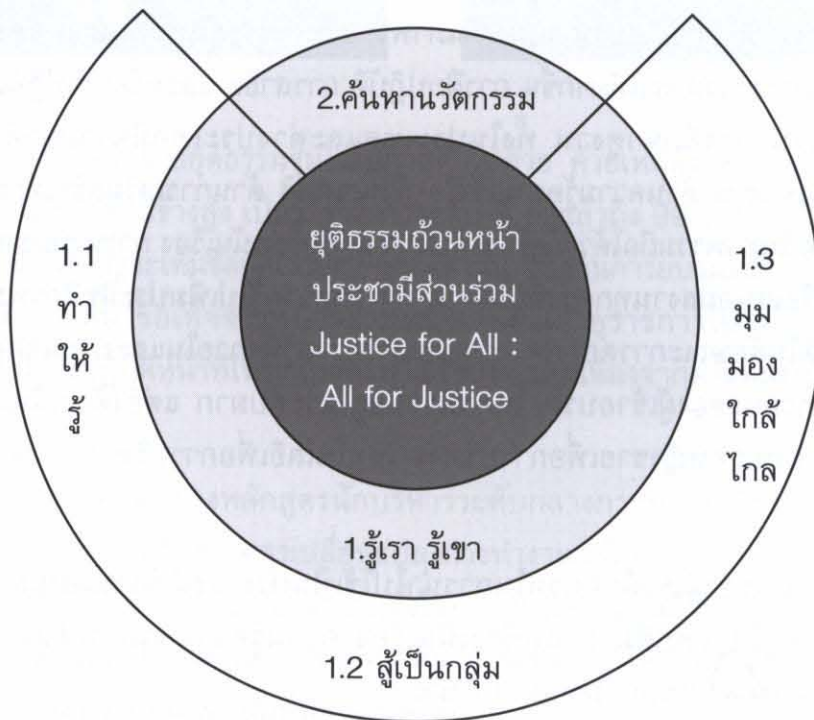 2.ค้นหานวัตกรรม
ยุติธรรมถ้วนหน้า
ประชามีส่วนร่วม
Justice for All :
All for Justice
1.1
ทำ
ให้
รู้
1.3
มุม
มอง
ใกล้
ไกล
1.รู้เรา รู้เขา
1.2 สู้เป็นกลุ่ม